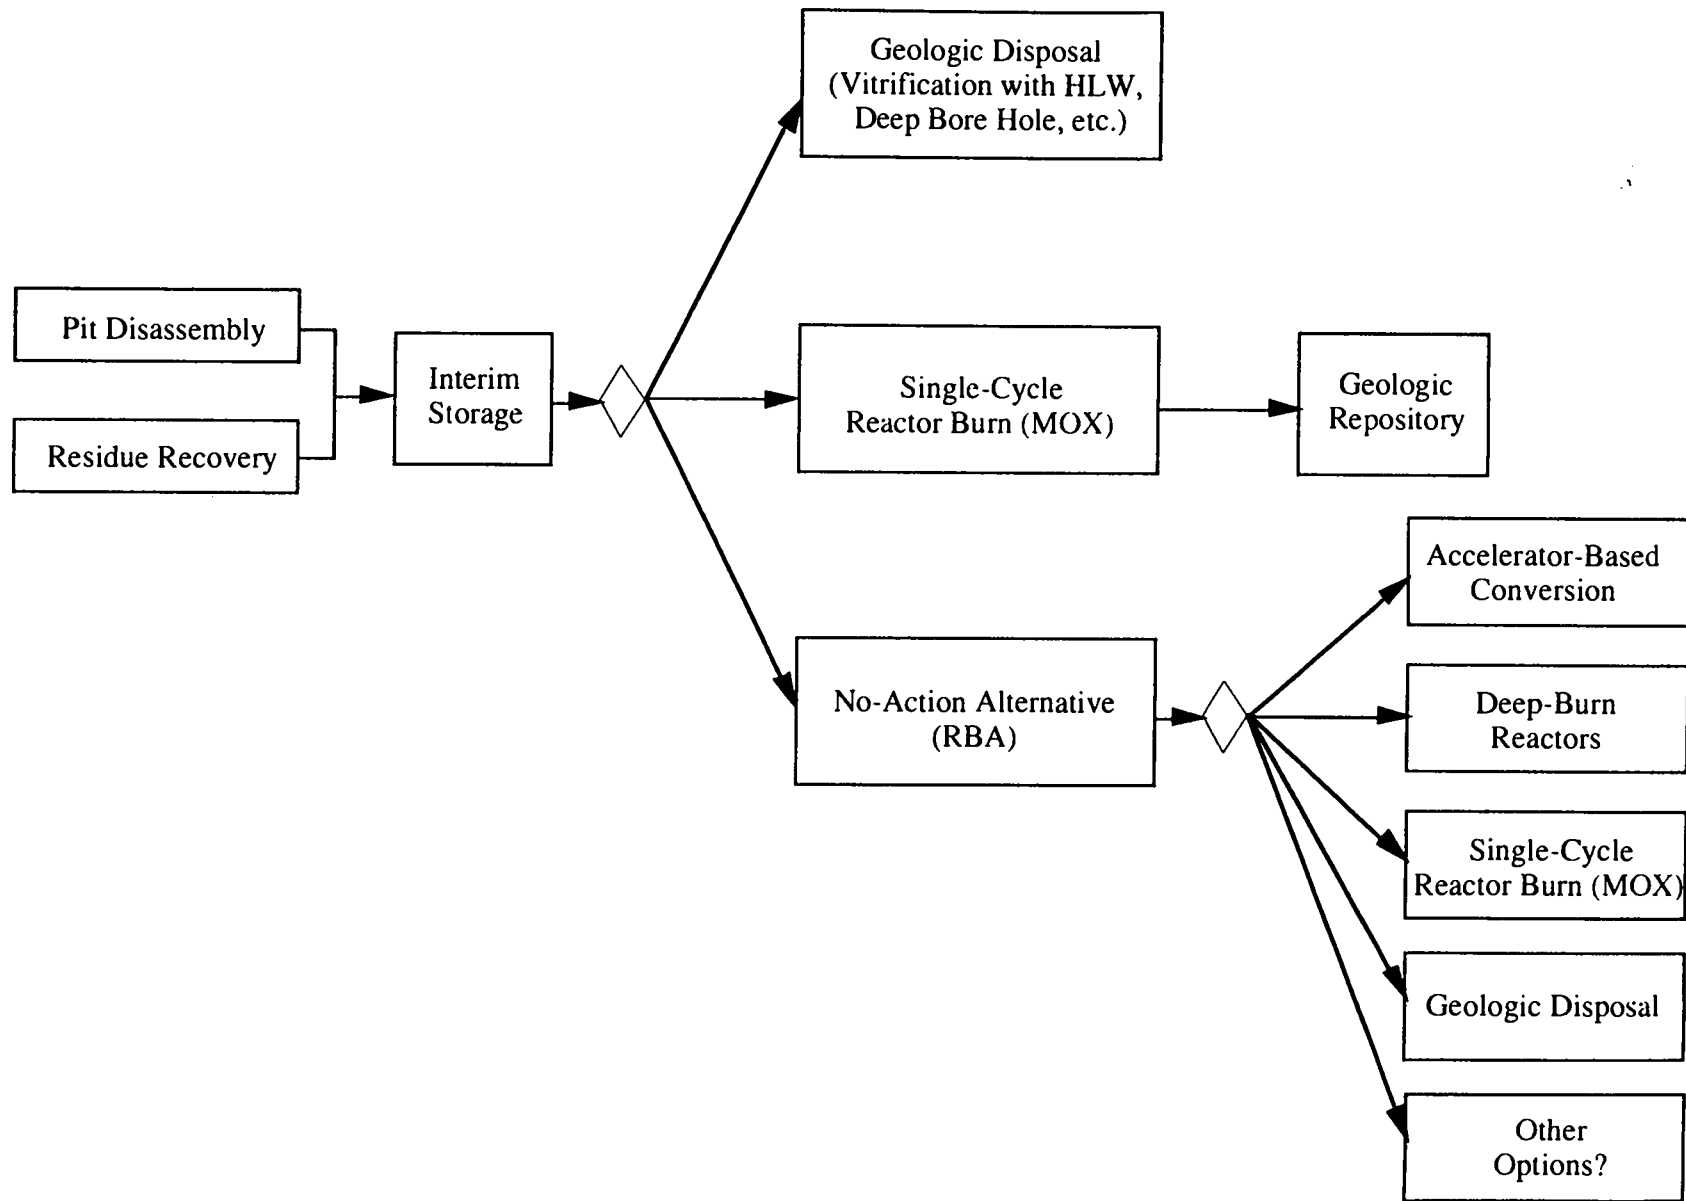 Geologic Disposal
(Vitrification with HLW,
Deep Bore Hole, etc.)
Pit Disassembly
Residue Recovery
Interim
Storage
Single-Cycle
Reactor Burn (MOX)
Geologic
Repository
No-Action Alternative
(RBA)
Accelerator-Based
Conversion
Deep-Burn
Reactors
Single-Cycle
Reactor Burn (MOX)
Geologic Disposal
Other
Options?